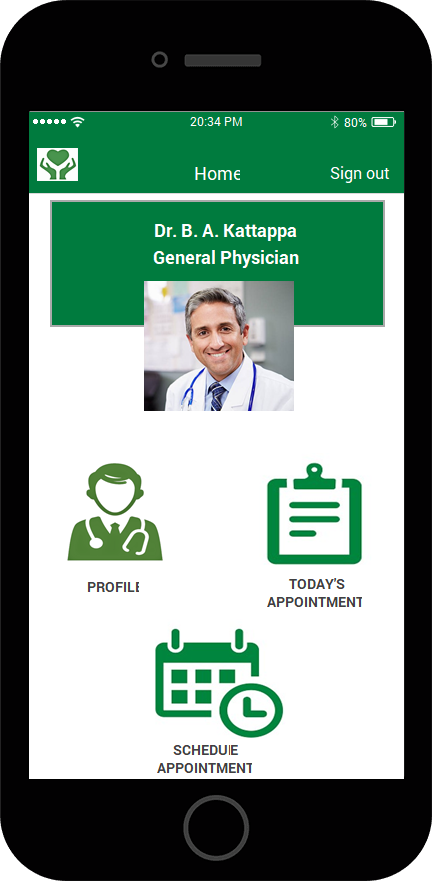 20:34 PM
80%
Home
Sign out
Dr. B. A. Kattappa
General Physician
PROFILE
TODAY'S
APPOINTMENT
SCHEDULE
APPOINTMENT